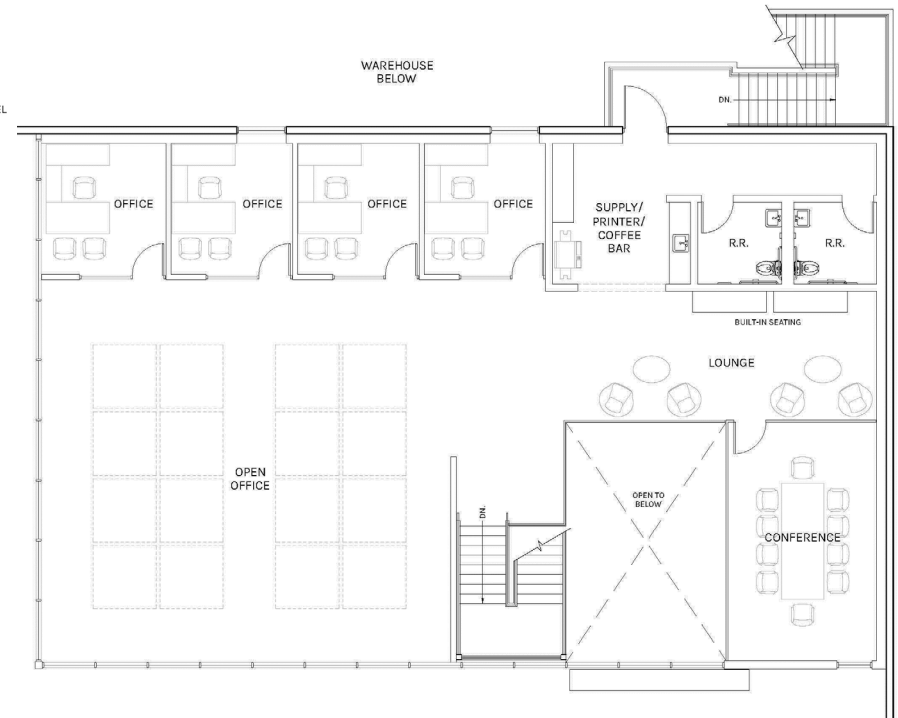 WAREHOUSE
BELOW
EL
DN.
OFFICE
OFFICE
OFFICE
OFFICE
SUPPLY/
PRINTER/
COFFEE
BAR
R.R.
R.R.
BUILT-IN SEATING
LOUNGE
OPEN
OFFICE
DN.
OPEN TO
BELOW
CONFERENCE